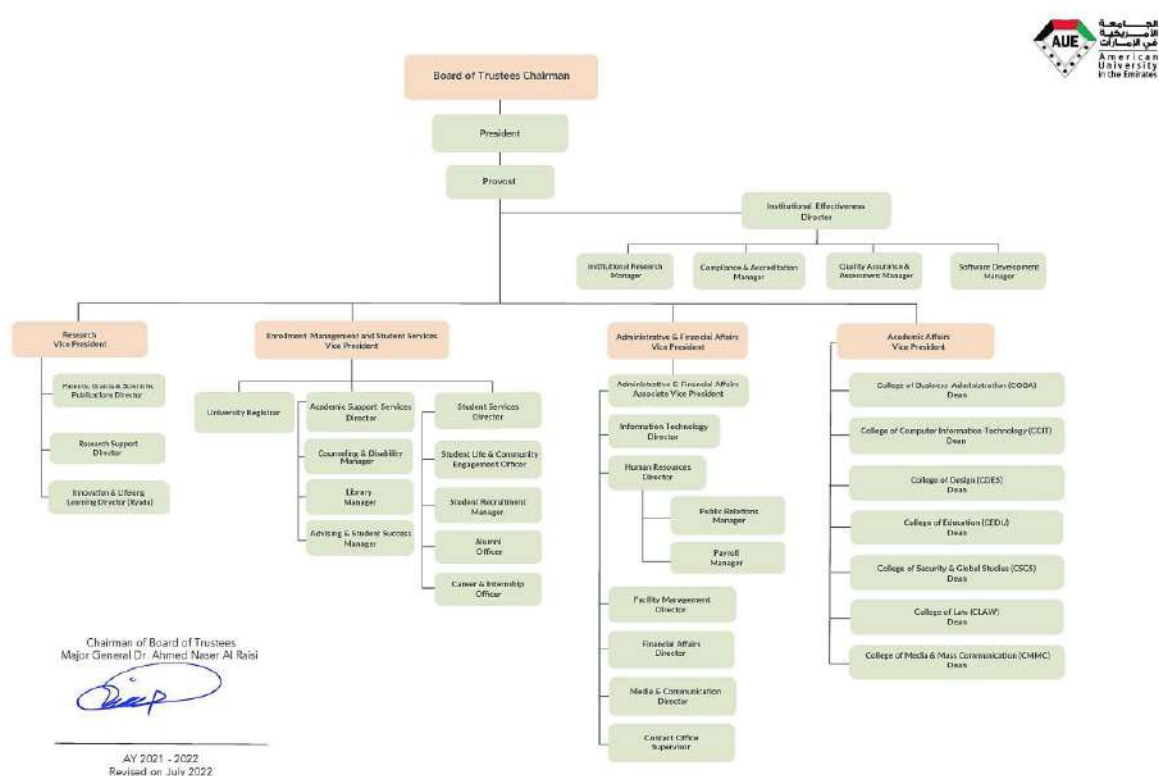 الجامعة
الأمريكية
في الإمارات
AUE
American
University
in the Emirates
Board of Trustees Chairman
President
Provost
Institutional Effectiveness
Director
Institutional Research
Manager
Compliance & Accreditation
Manager
Quality Assurance &
Assessment Manager
Software Development
Manager
Research
Vice President
Enrollment Management and Student Services
Vice President
Administrative & Financial Affairs
Vice President
Academic Affairs
Vice President
Patents, Grants & Scientific
Publications Director
Research Support
Director
Innovation & Lifelong
Learning Director (Ryada)
University Registrar
Academic Support Services
Director
Counseling & Disability
Manager
Library
Manager
Advising & Student Success
Manager
Student Services
Director
Student Life & Community
Engagement Officer
Student Recruitment
Manager
Alumni
Officer
Career & Internship
Officer
Administrative & Financial Affairs
Associate Vice President
Information Technology
Director
Human Resources
Director
Public Relations
Manager
Payroll
Manager
Facility Management
Director
Financial Affairs
Director
Media & Communication
Director
Contact Office
Supervisor
College of Business Administration (COBA)
Dean
College of Computer Information Technology (CCIT)
Dean
College of Design (CDES)
Dean
College of Education (CEDU)
Dean
College of Security & Global Studies (CSGS)
Dean
College of Law (CLAW)
Dean
College of Media & Mass Communication (CMMC)
Dean
Chairman of Board of Trustees
Major General Dr. Ahmed Naser Al Raisi
AY 2021 - 2022
Revised on July 2022